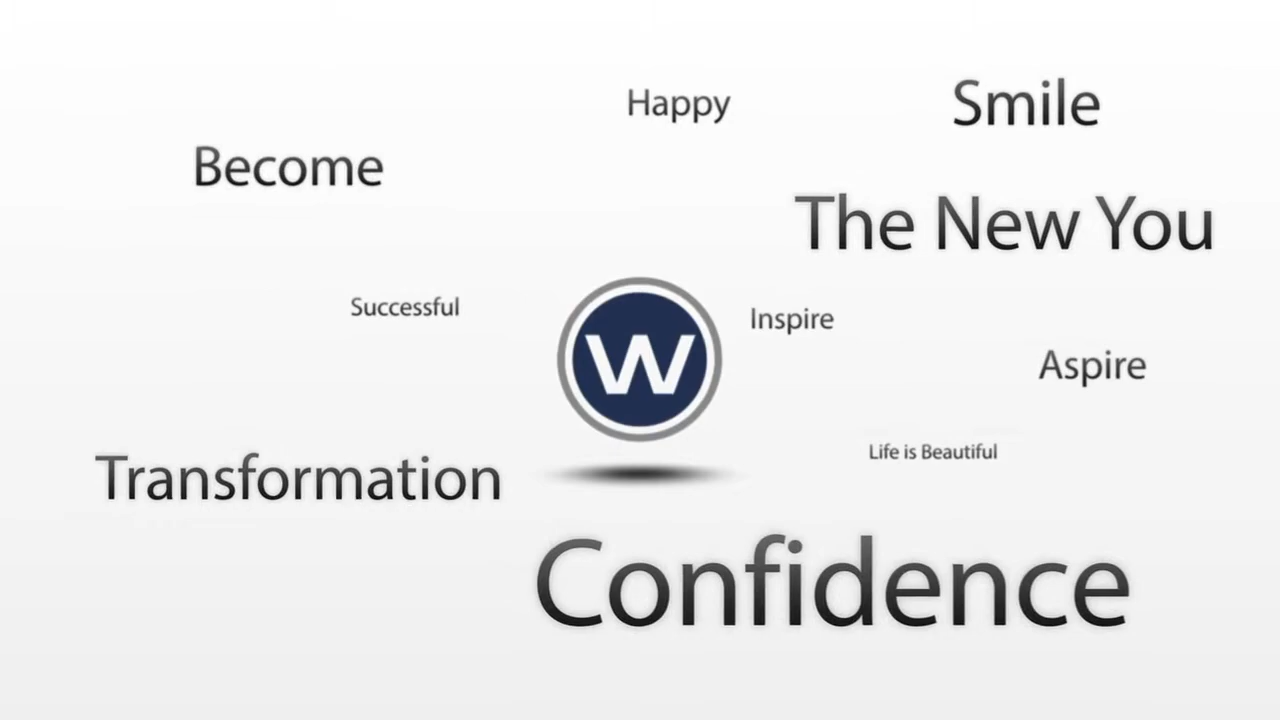 Happy
Smile
Become
The New You
Successful
Inspire
W
Aspire
Life is Beautiful
Transformation
Confidence